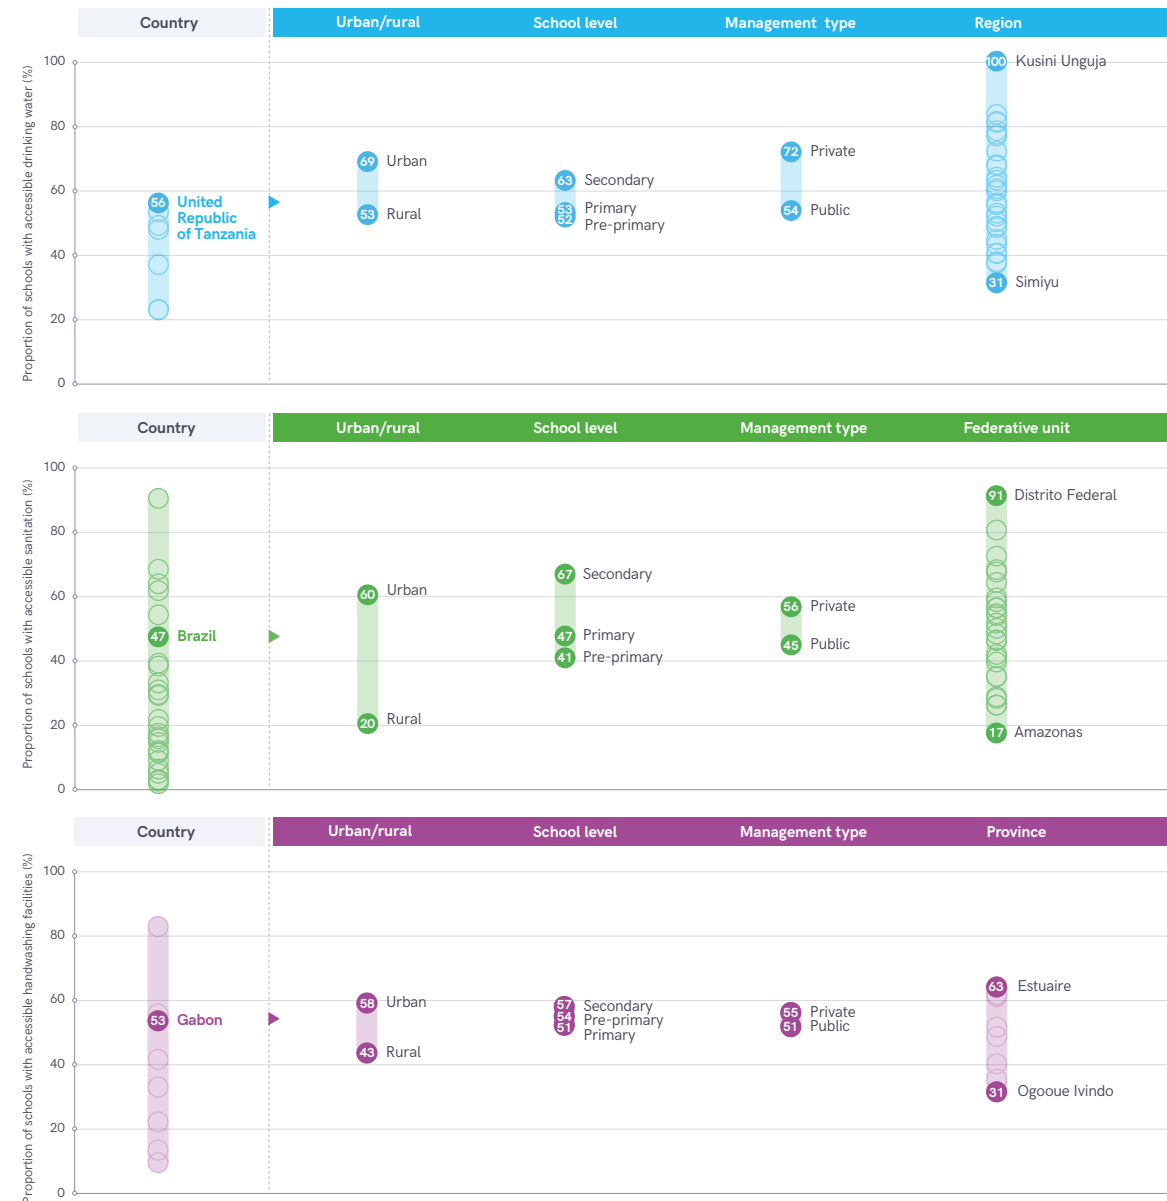 Country Urban/rural School level Management type Region
Proportion of schools with accessible drinking water (%)
100
80
60
40
20
0
56 United
Republic
of Tanzania
69 Urban
53 Rural
63 Secondary
53 Primary
52 Pre-primary
72 Private
54 Public
100 Kusini Unguja
31 Simiyu
Country Urban/rural School level Management type Federative unit
Proportion of schools with accessible sanitation (%)
100
80
60
40
20
0
47 Brazil
60 Urban
20 Rural
67 Secondary
47 Primary
41 Pre-primary
56 Private
45 Public
91 Distrito Federal
17 Amazonas
Country Urban/rural School level Management type Province
Proportion of schools with accessible handwashing facilities (%)
100
80
60
40
20
0
53 Gabon
58 Urban
43 Rural
57 Secondary
54 Pre-primary
51 Primary
55 Private
51 Public
63 Estuaire
31 Ogooue Ivindo